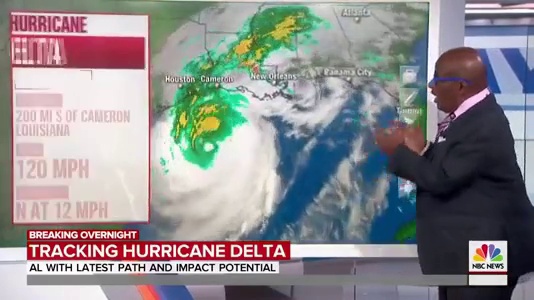 HURRICANE
DELTA
200 MI S OF CAMERON
LOUISIANA
120 MPH
N AT 12 MPH
Atlanta
Houston
Cameron
New Orleans
Panama City
BREAKING OVERNIGHT
TRACKING HURRICANE DELTA
AL WITH LATEST PATH AND IMPACT POTENTIAL
NBC NEWS